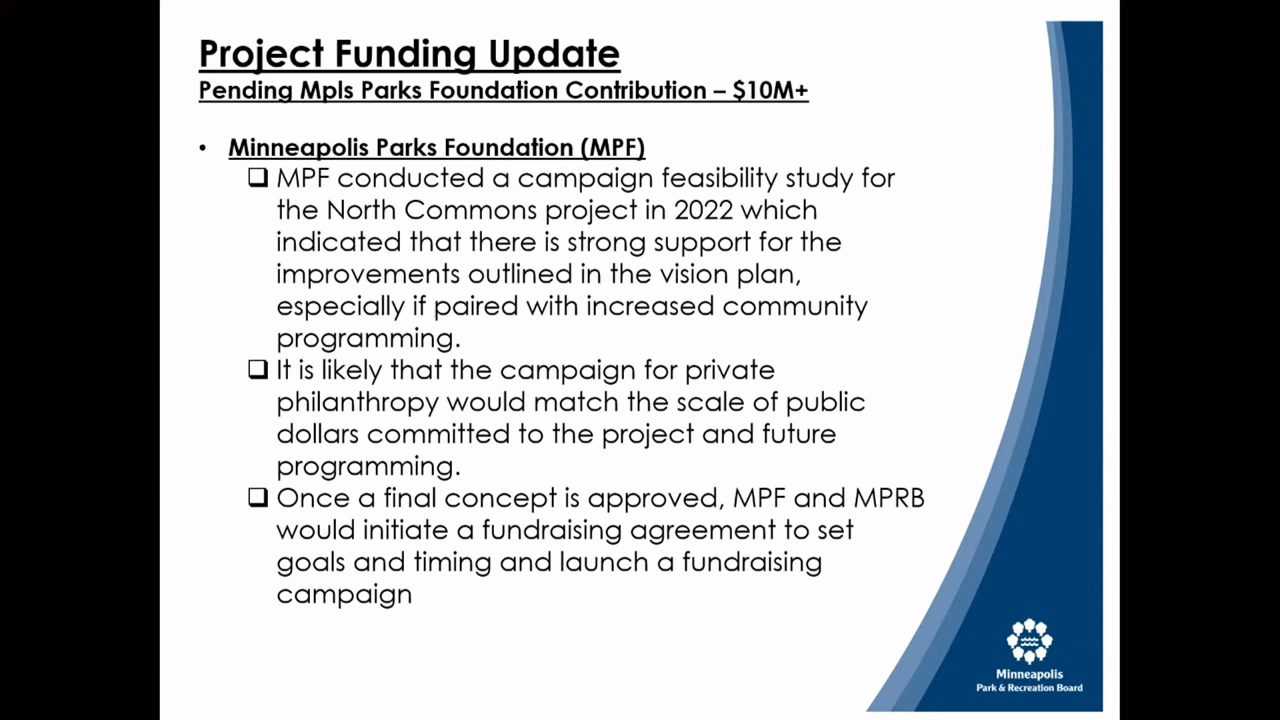 Project Funding Update
Pending Mpls Parks Foundation Contribution – $10M+
• Minneapolis Parks Foundation (MPF)
❑ MPF conducted a campaign feasibility study for
the North Commons project in 2022 which
indicated that there is strong support for the
improvements outlined in the vision plan,
especially if paired with increased community
programming.
❑ It is likely that the campaign for private
philanthropy would match the scale of public
dollars committed to the project and future
programming.
❑ Once a final concept is approved, MPF and MPRB
would initiate a fundraising agreement to set
goals and timing and launch a fundraising
campaign
Minneapolis
Park & Recreation Board